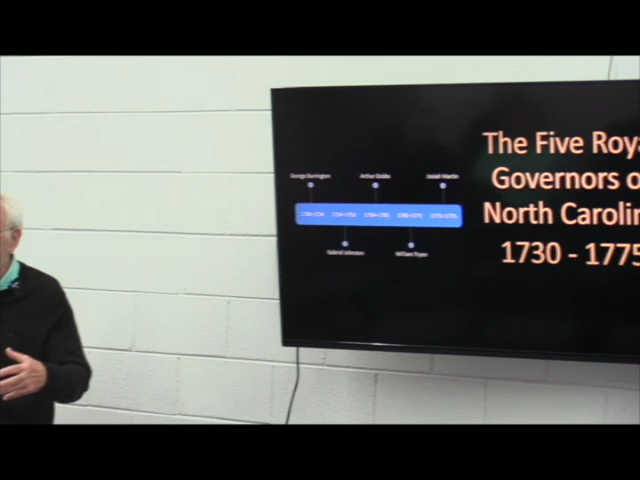 The Five Roya
Governors o
North Carolin
1730 - 1775
George Burrington
Arthur Dobbs
Josiah Martin
Gabriel Johnston
William Tryon